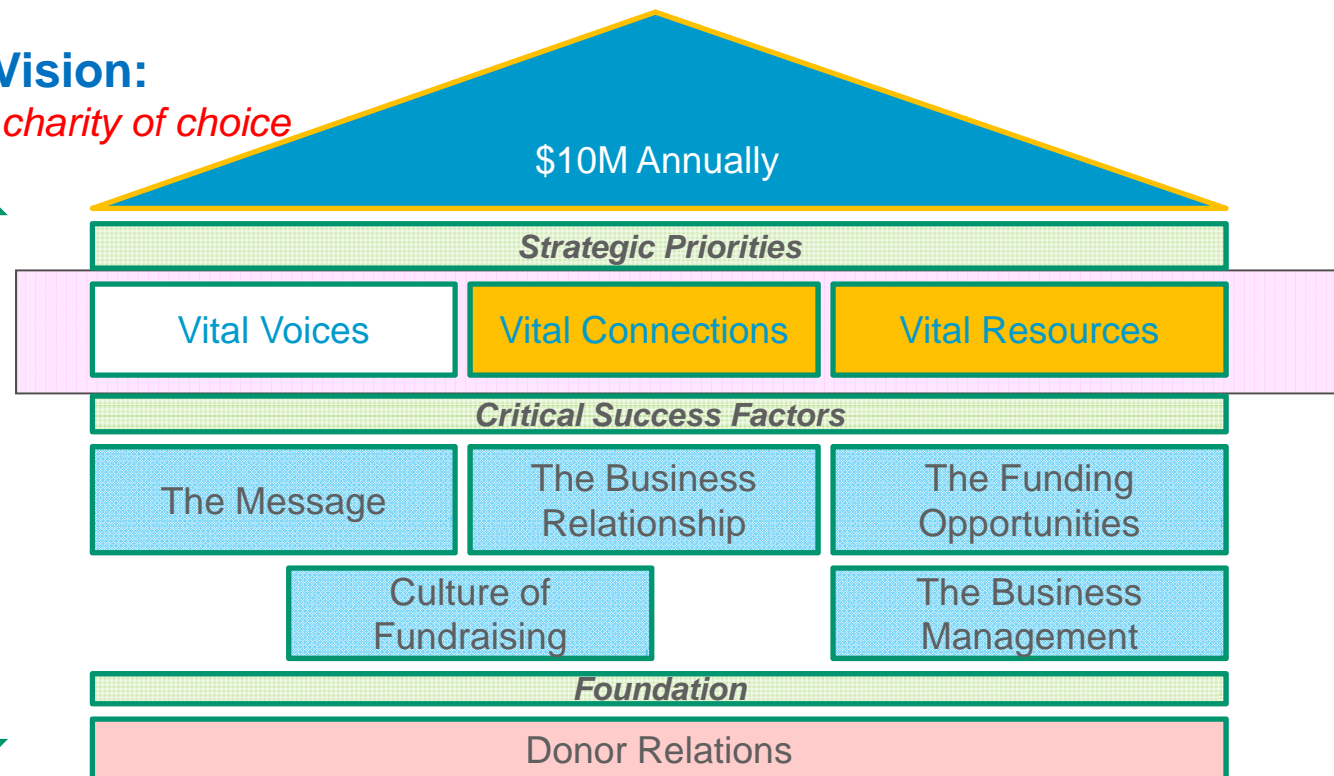 Vision:
charity of choice
$10M Annually
Strategic Priorities
Vital Voices
Vital Connections
Vital Resources
Critical Success Factors
The Message
The Business
Relationship
The Funding
Opportunities
Culture of
Fundraising
The Business
Management
Foundation
Donor Relations